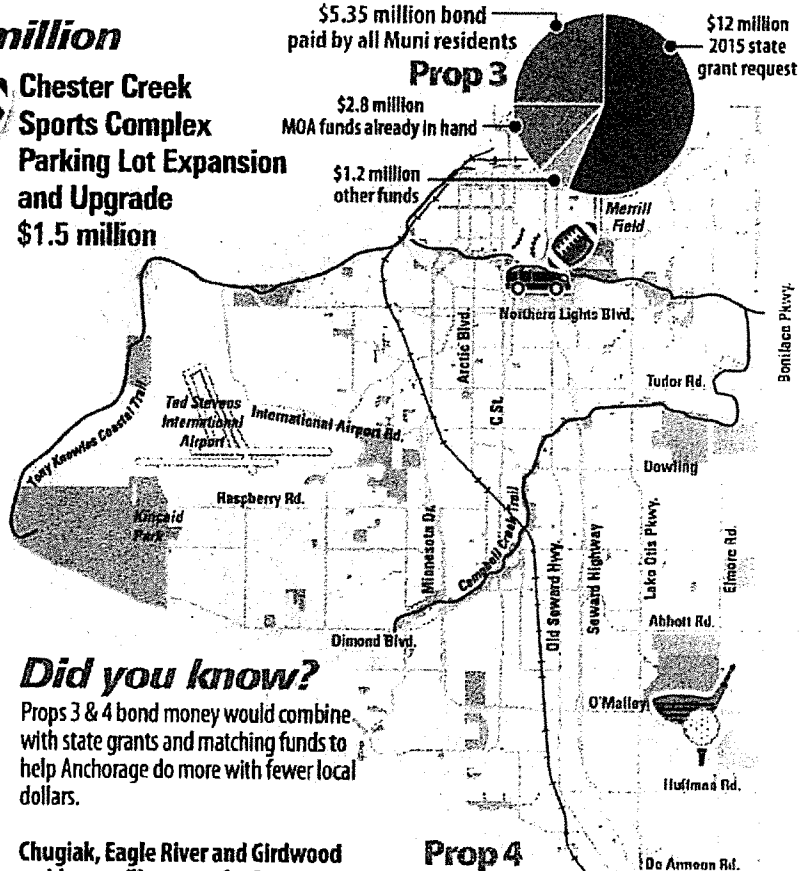 million
Chester Creek
Sports Complex
Parking Lot Expansion
and Upgrade
$1.5 million
$5.35 million bond
paid by all Muni residents
Prop 3
$2.8 million
MOA funds already in hand
$1.2 million
other funds
$12 million
2015 state
grant request
Merrill
Field
Northern Lights Blvd.
Boniface Pkwy.
Arctic Blvd.
C St.
Tudor Rd.
Tony Knowles Coastal Trail
Ted Stevens
International
Airport
International Airport Rd.
Dowling
Raspberry Rd.
Kincaid
Park
Minnesota Dr.
Campbell Creek Trail
Old Seward Hwy.
Seward Highway
Lake Otis Pkwy.
Elmore Rd.
Abbott Rd.
Dimond Blvd.
O'Malley
Huffman Rd.
Did you know?
Props 3 & 4 bond money would combine
with state grants and matching funds to
help Anchorage do more with fewer local
dollars.
Chugiak, Eagle River and Girdwood
Prop 4
De Armoun Rd.